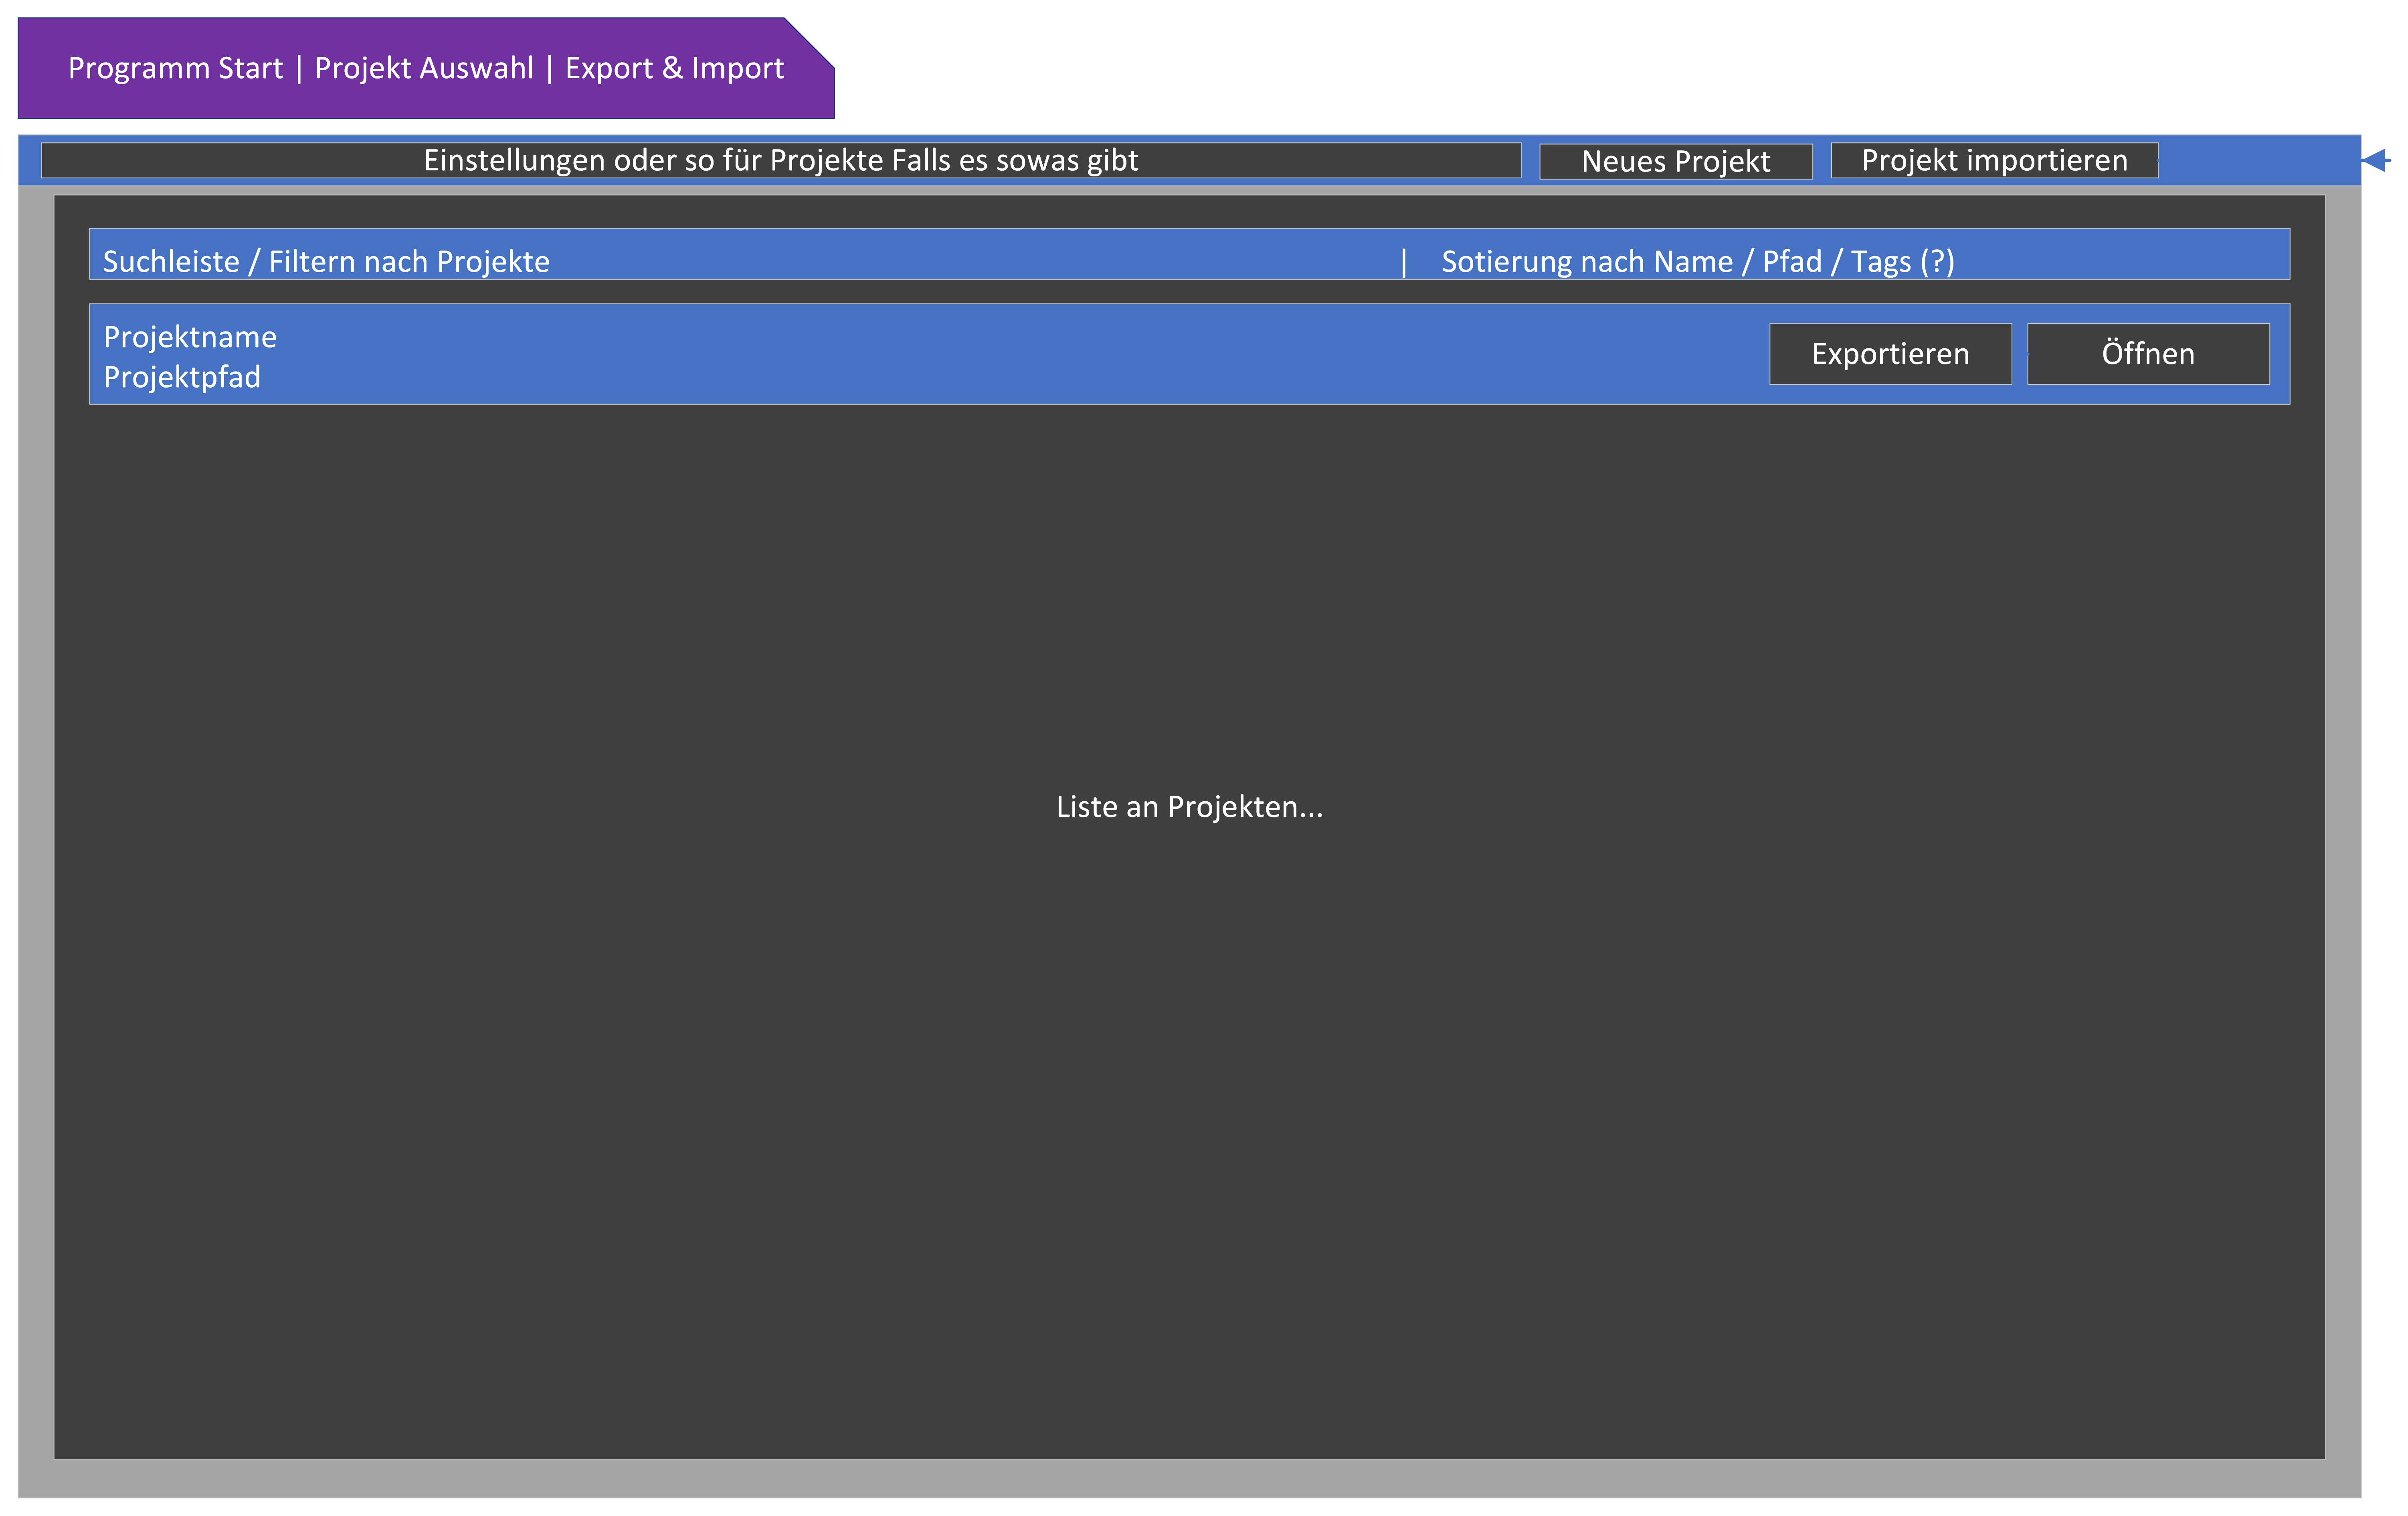 Programm Start | Projekt Auswahl | Export & Import
Einstellungen oder so für Projekte Falls es sowas gibt
Neues Projekt
Projekt importieren
Suchleiste / Filtern nach Projekte | Sotierung nach Name / Pfad / Tags (?)
Projektname
Projektpfad
Exportieren
Öffnen
Liste an Projekten...